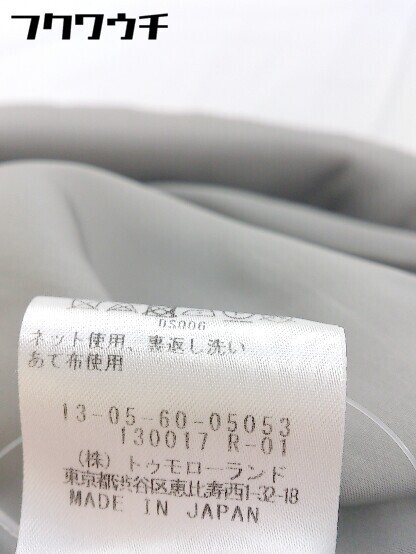 フクワウチ
DS006
ネット使用、裏返し洗い
あて布使用
13-05-60-05053
130017 R-01
(株) トゥモローランド
東京都渋谷区恵比寿西1-32-18
MADE IN JAPAN